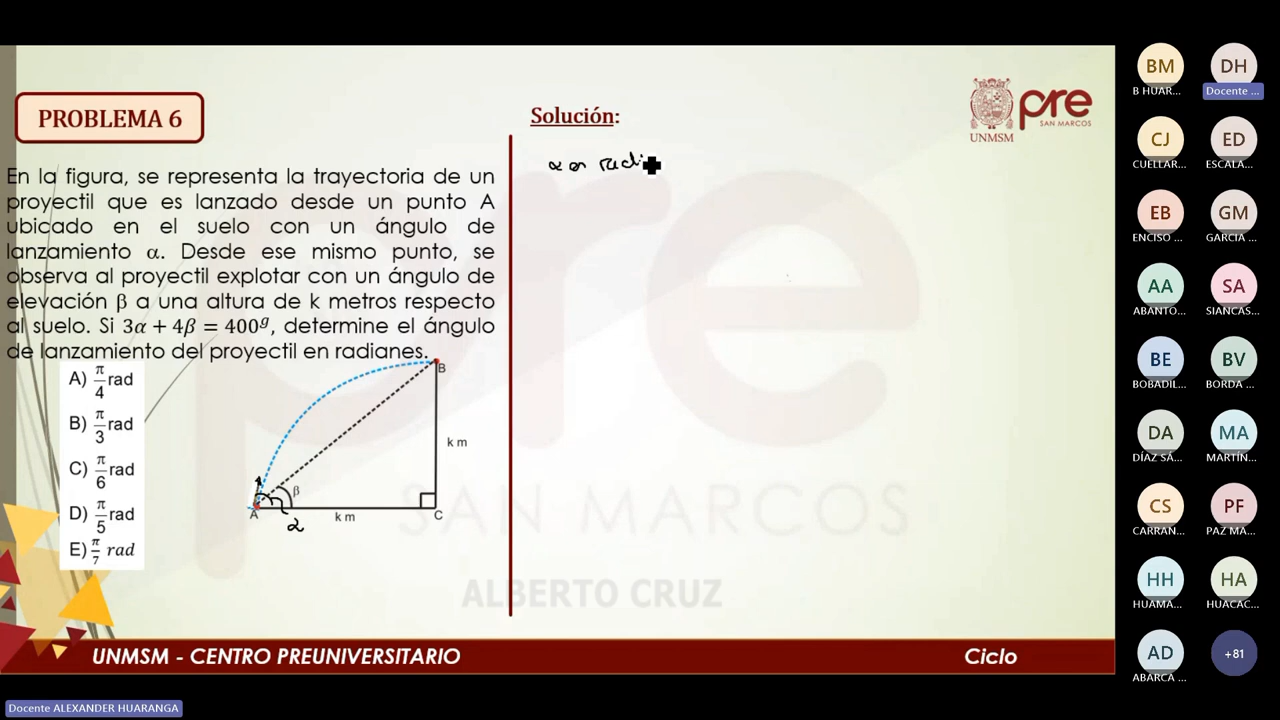 PROBLEMA 6
En la figura, se representa la trayectoria de un
proyectil que es lanzado desde un punto A
ubicado en el suelo con un ángulo de
lanzamiento α. Desde ese mismo punto, se
observa al proyectil explotar con un ángulo de
elevación β a una altura de k metros respecto
al suelo. Si 3α + 4β = 400ᵍ, determine el ángulo
de lanzamiento del proyectil en radianes.
A) π/4 rad
B) π/3 rad
C) π/6 rad
D) π/5 rad
E) π/7 rad
B
k m
β
A
k m
C
α
Solución:
α en radi
UNMSM
pre
SAN MARCOS
pre
SAN MARCOS
ALBERTO CRUZ
UNMSM - CENTRO PREUNIVERSITARIO
Ciclo
Docente ALEXANDER HUARANGA
BM
B HUAR...
DH
Docente ...
CJ
CUELLAR...
ED
ESCALA...
EB
ENCISO ...
GM
GARCIA ...
AA
ABANTO...
SA
SIANCAS...
BE
BOBADIL...
BV
BORDA ...
DA
DÍAZ SÁ...
MA
MARTÍN...
CS
CARRAN...
PF
PAZ MA...
HH
HUAMA...
HA
HUACAC...
AD
ABARCA ...
+81